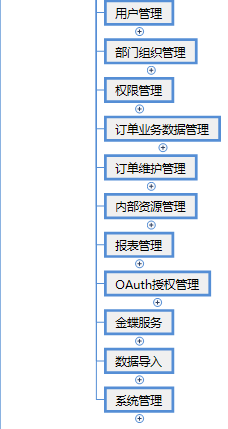 用户管理
部门组织管理
权限管理
订单业务数据管理
订单维护管理
内部资源管理
报表管理
OAuth授权管理
金蝶服务
数据导入
系统管理